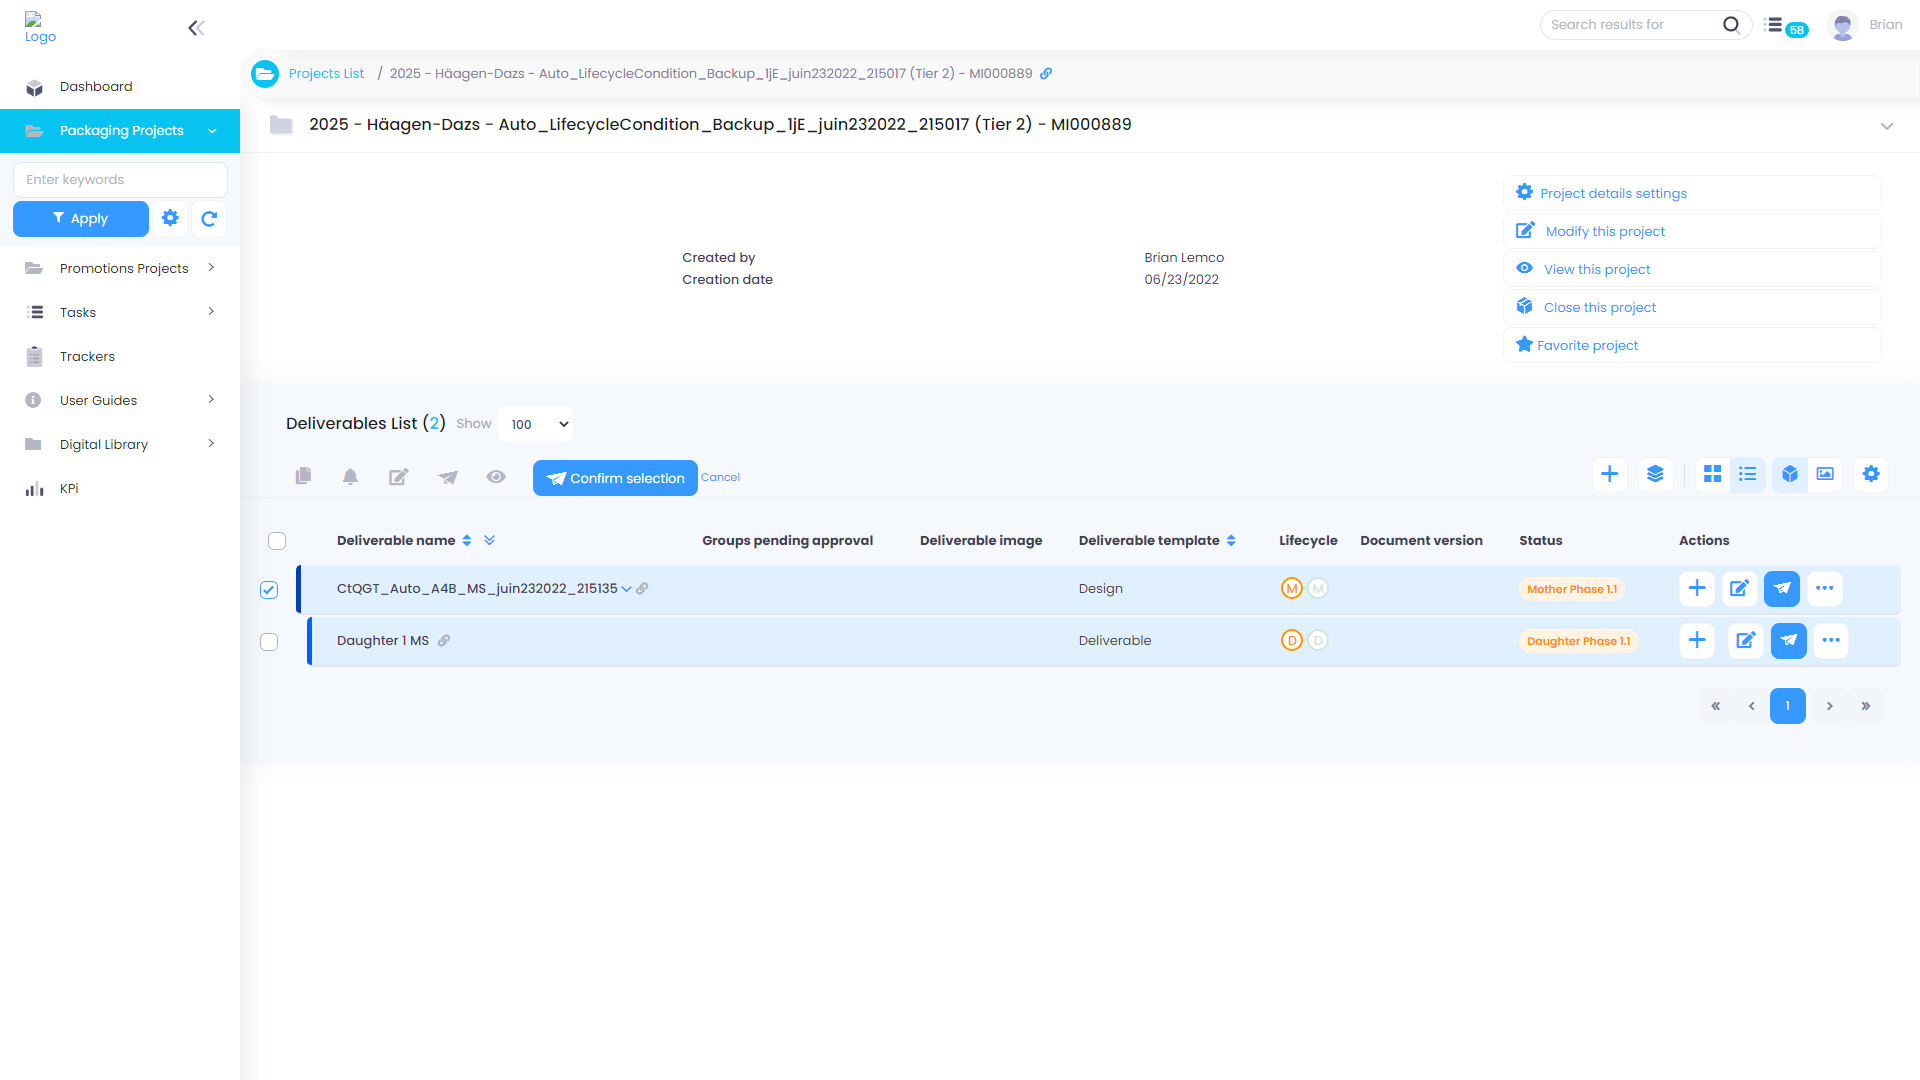 Logo
Search results for
58
Brian
Dashboard
Packaging Projects
Enter keywords
Apply
Promotions Projects
Tasks
Trackers
User Guides
Digital Library
KPi
Projects List / 2025 - Häagen-Dazs - Auto_LifecycleCondition_Backup_1jE_juin232022_215017 (Tier 2) - MI000889
2025 - Häagen-Dazs - Auto_LifecycleCondition_Backup_1jE_juin232022_215017 (Tier 2) - MI000889
Created by Brian Lemco
Creation date 06/23/2022
Project details settings
Modify this project
View this project
Close this project
Favorite project
Deliverables List (2) Show 100
Confirm selection Cancel
Deliverable name Groups pending approval Deliverable image Deliverable template Lifecycle Document version Status Actions
CtQGT_Auto_A4B_MS_juin232022_215135 Design M M Mother Phase 1.1
Daughter 1 MS Deliverable D D Daughter Phase 1.1
« ‹ 1 › »